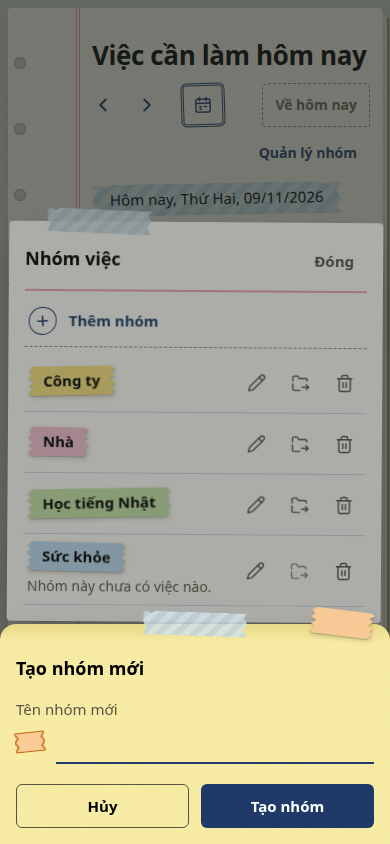 Việc cần làm hôm nay
Về hôm nay
Quản lý nhóm
Hôm nay, Thứ Hai, 09/11/2026
Nhóm việc
Đóng
Thêm nhóm
Công ty
Nhà
Học tiếng Nhật
Sức khỏe
Nhóm này chưa có việc nào.
Tạo nhóm mới
Tên nhóm mới
Hủy
Tạo nhóm